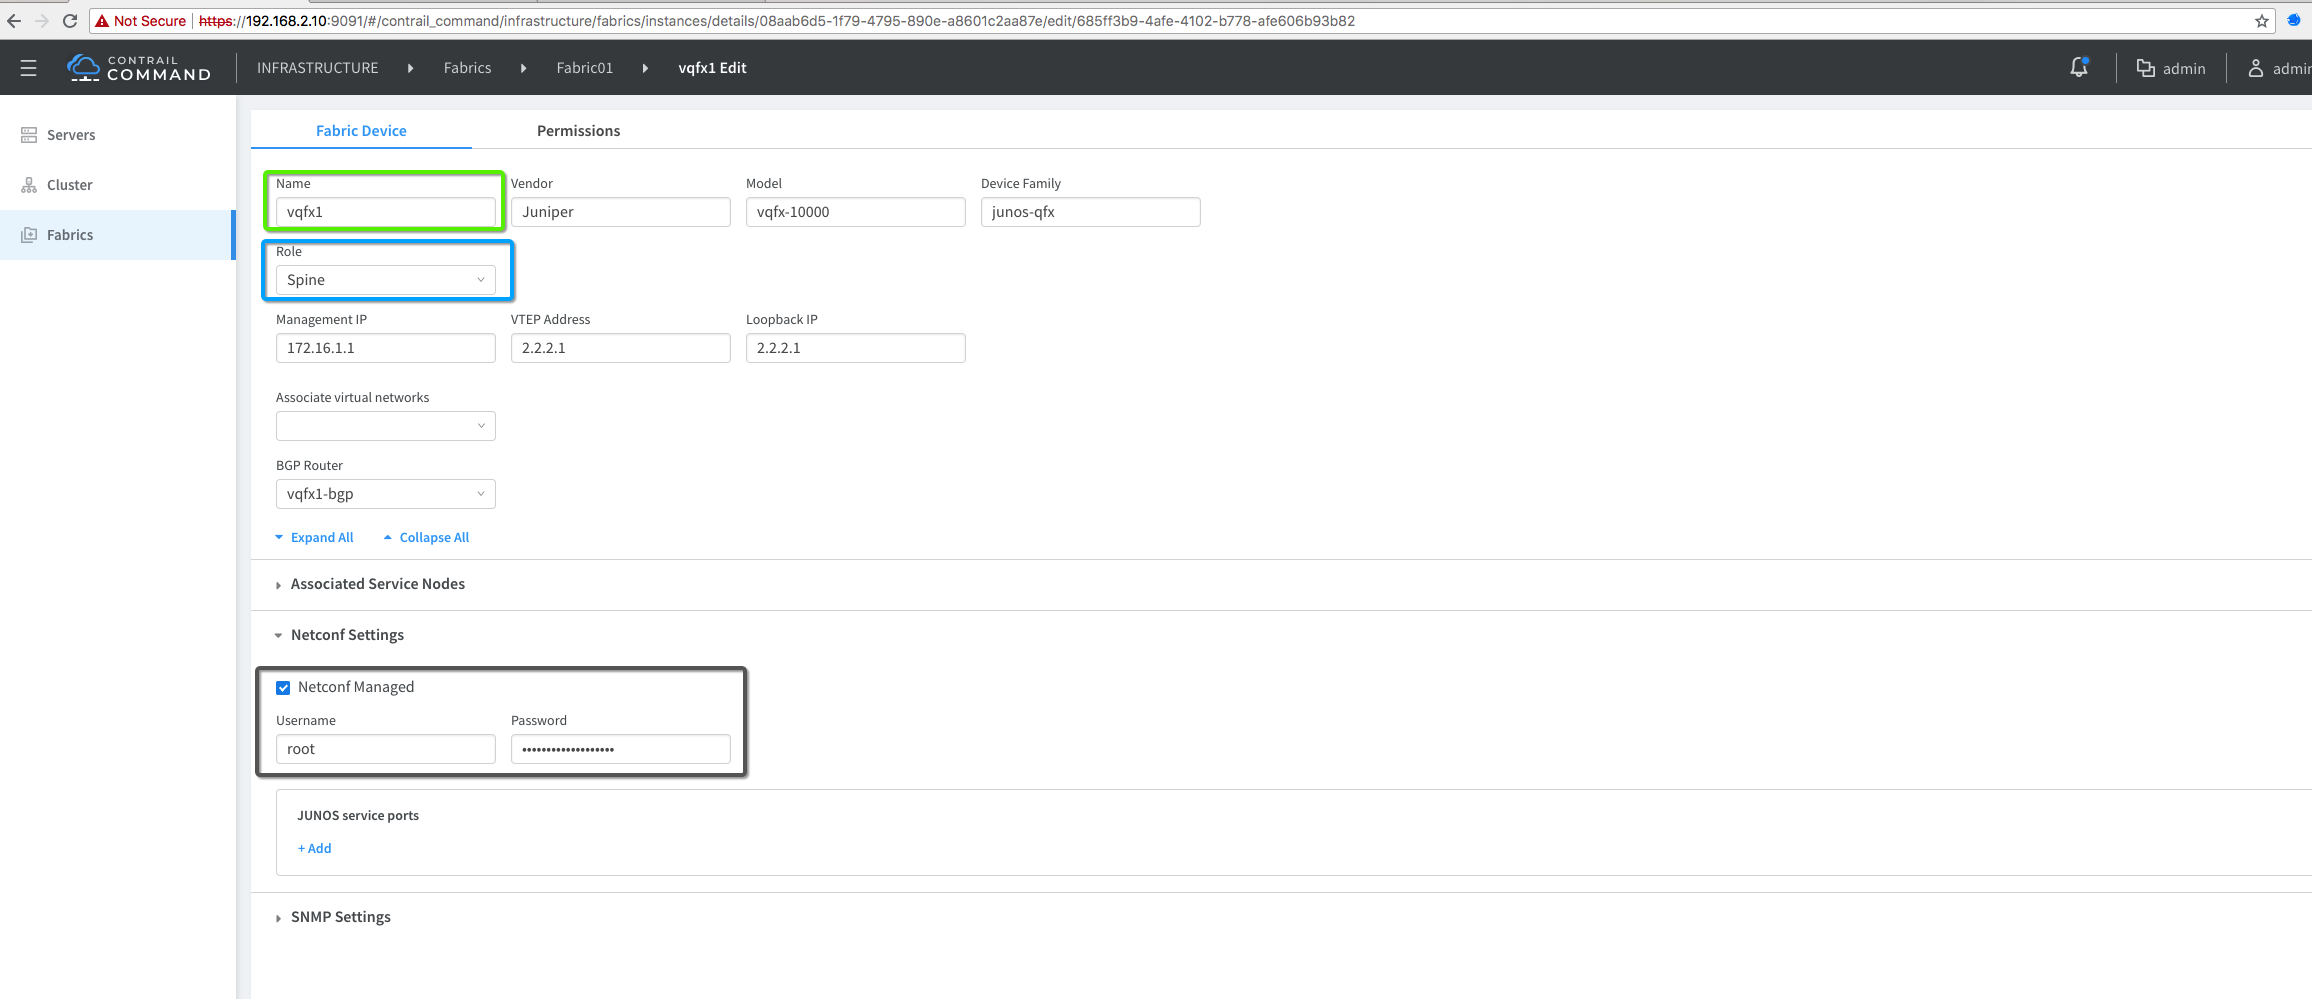 Not Secure https://192.168.2.10:9091/#/contrail_command/infrastructure/fabrics/instances/details/08aab6d5-1f79-4795-890e-a8601c2aa87e/edit/685ff3b9-4afe-4102-b778-afe606b93b82
CONTRAIL
COMMAND
INFRASTRUCTURE Fabrics Fabric01 vqfx1 Edit admin admin
Servers
Cluster
Fabrics
Fabric Device Permissions
Name Vendor Model Device Family
vqfx1 Juniper vqfx-10000 junos-qfx
Role
Spine
Management IP VTEP Address Loopback IP
172.16.1.1 2.2.2.1 2.2.2.1
Associate virtual networks
BGP Router
vqfx1-bgp
Expand All Collapse All
Associated Service Nodes
Netconf Settings
Netconf Managed
Username Password
root ••••••••••••••••••
JUNOS service ports
+ Add
SNMP Settings